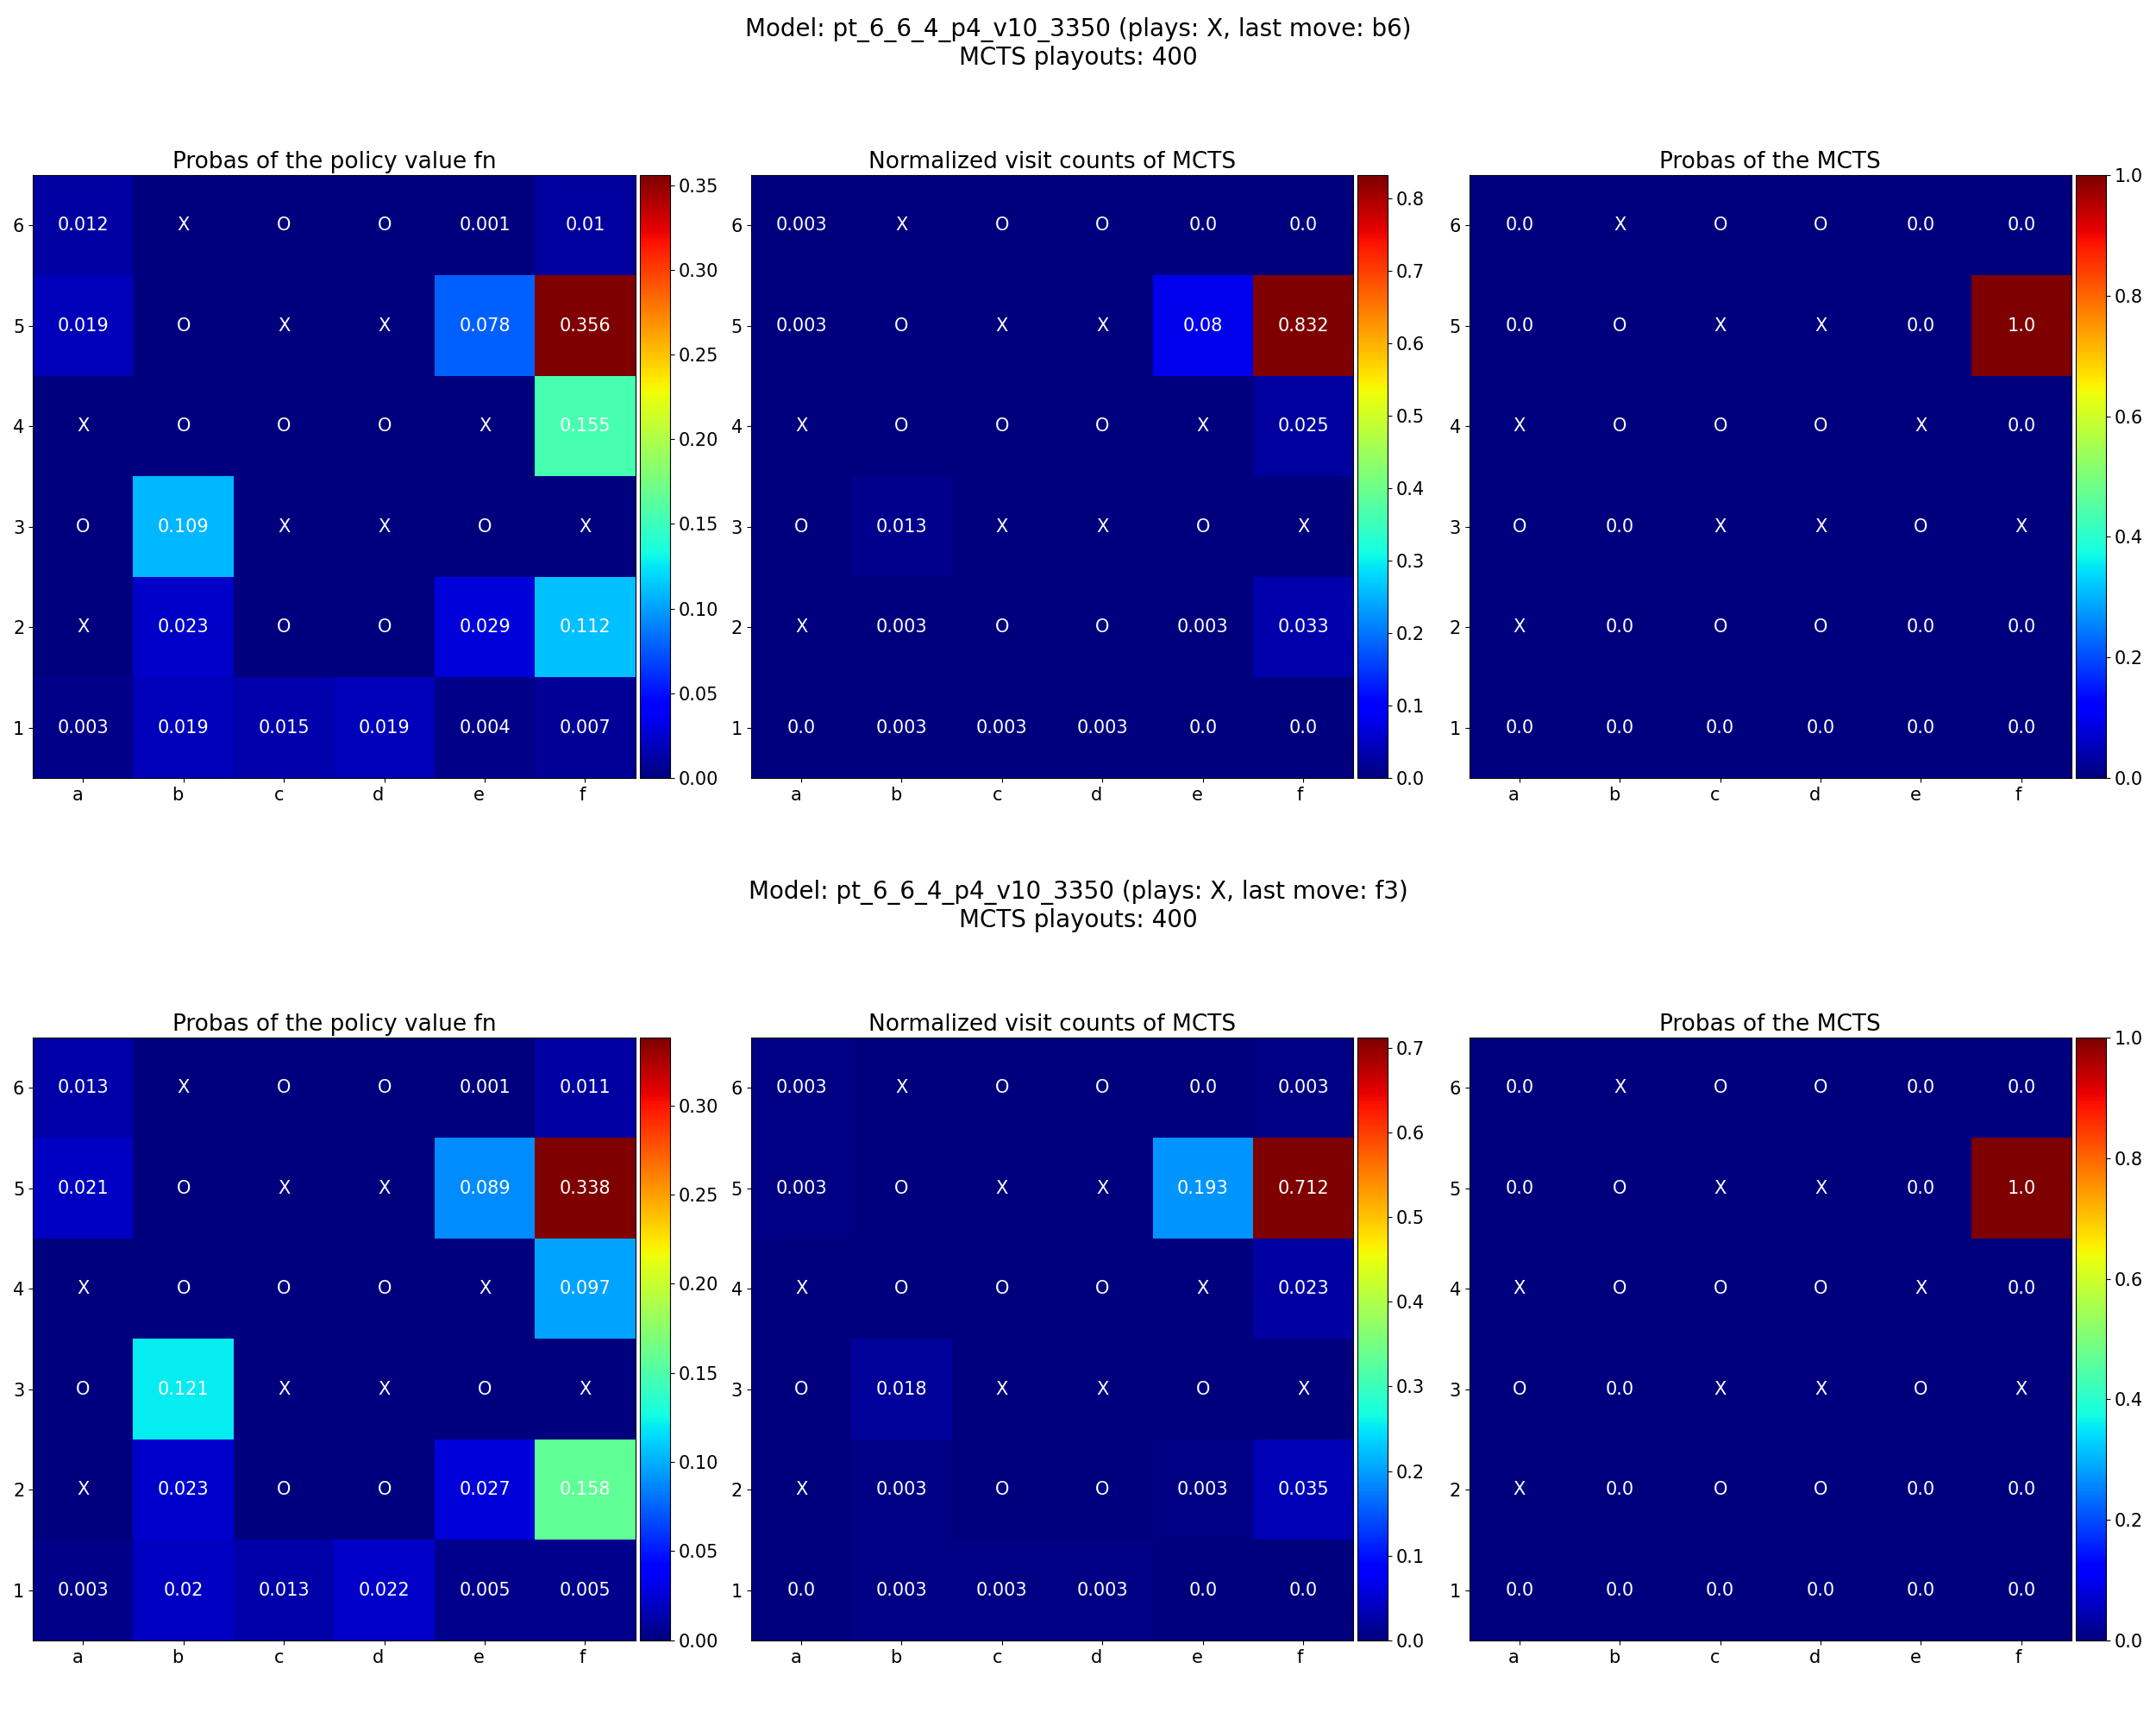 Model: pt_6_6_4_p4_v10_3350 (plays: X, last move: b6)
MCTS playouts: 400
Probas of the policy value fn
6 0.012 X O O 0.001 0.01
5 0.019 O X X 0.078 0.356
4 X O O O X 0.155
3 O 0.109 X X O X
2 X 0.023 O O 0.029 0.112
1 0.003 0.019 0.015 0.019 0.004 0.007
a b c d e f
0.35
0.30
0.25
0.20
0.15
0.10
0.05
0.00
Normalized visit counts of MCTS
6 0.003 X O O 0.0 0.0
5 0.003 O X X 0.08 0.832
4 X O O O X 0.025
3 O 0.013 X X O X
2 X 0.003 O O 0.003 0.033
1 0.0 0.003 0.003 0.003 0.0 0.0
a b c d e f
0.8
0.7
0.6
0.5
0.4
0.3
0.2
0.1
0.0
Probas of the MCTS
6 0.0 X O O 0.0 0.0
5 0.0 O X X 0.0 1.0
4 X O O O X 0.0
3 O 0.0 X X O X
2 X 0.0 O O 0.0 0.0
1 0.0 0.0 0.0 0.0 0.0 0.0
a b c d e f
1.0
0.8
0.6
0.4
0.2
0.0
Model: pt_6_6_4_p4_v10_3350 (plays: X, last move: f3)
MCTS playouts: 400
Probas of the policy value fn
6 0.013 X O O 0.001 0.011
5 0.021 O X X 0.089 0.338
4 X O O O X 0.097
3 O 0.121 X X O X
2 X 0.023 O O 0.027 0.158
1 0.003 0.02 0.013 0.022 0.005 0.005
a b c d e f
0.30
0.25
0.20
0.15
0.10
0.05
0.00
Normalized visit counts of MCTS
6 0.003 X O O 0.0 0.003
5 0.003 O X X 0.193 0.712
4 X O O O X 0.023
3 O 0.018 X X O X
2 X 0.003 O O 0.003 0.035
1 0.0 0.003 0.003 0.003 0.0 0.0
a b c d e f
0.7
0.6
0.5
0.4
0.3
0.2
0.1
0.0
Probas of the MCTS
6 0.0 X O O 0.0 0.0
5 0.0 O X X 0.0 1.0
4 X O O O X 0.0
3 O 0.0 X X O X
2 X 0.0 O O 0.0 0.0
1 0.0 0.0 0.0 0.0 0.0 0.0
a b c d e f
1.0
0.8
0.6
0.4
0.2
0.0